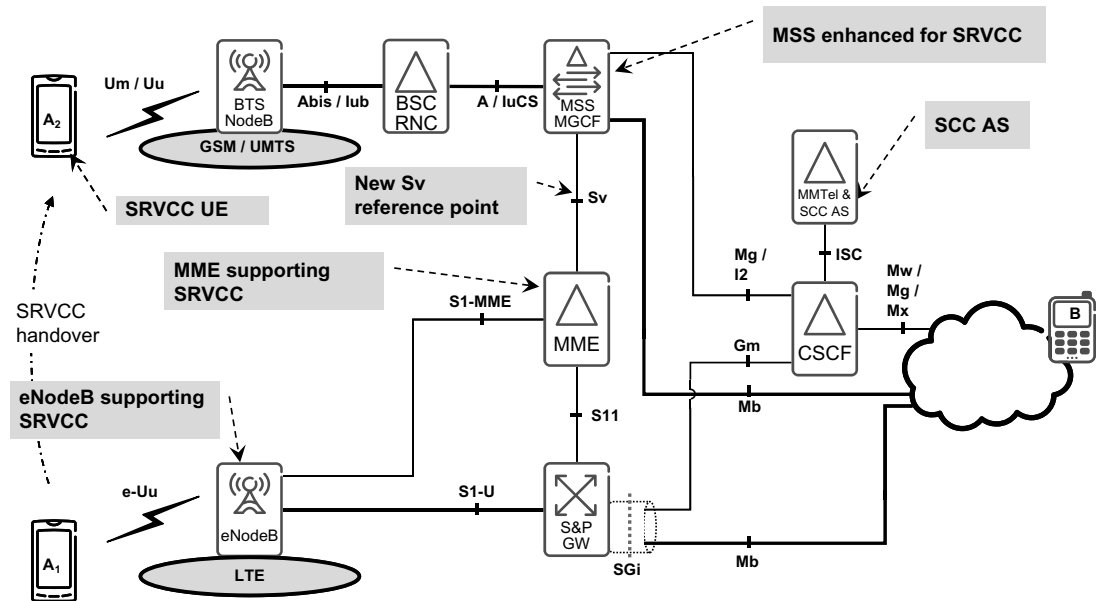 MSS enhanced for SRVCC
Um / Uu
A₂
BTS
NodeB
Abis / Iub
BSC
RNC
A / IuCS
MSS
MGCF
GSM / UMTS
SCC AS
MMTel &
SCC AS
New Sv
reference point
Sv
SRVCC UE
ISC
Mg /
I2
Mw /
Mg /
Mx
MME supporting
SRVCC
S1-MME
MME
CSCF
B
SRVCC
handover
Gm
Mb
eNodeB supporting
SRVCC
S11
e-Uu
eNodeB
S1-U
S&P
GW
SGi
Mb
A₁
LTE